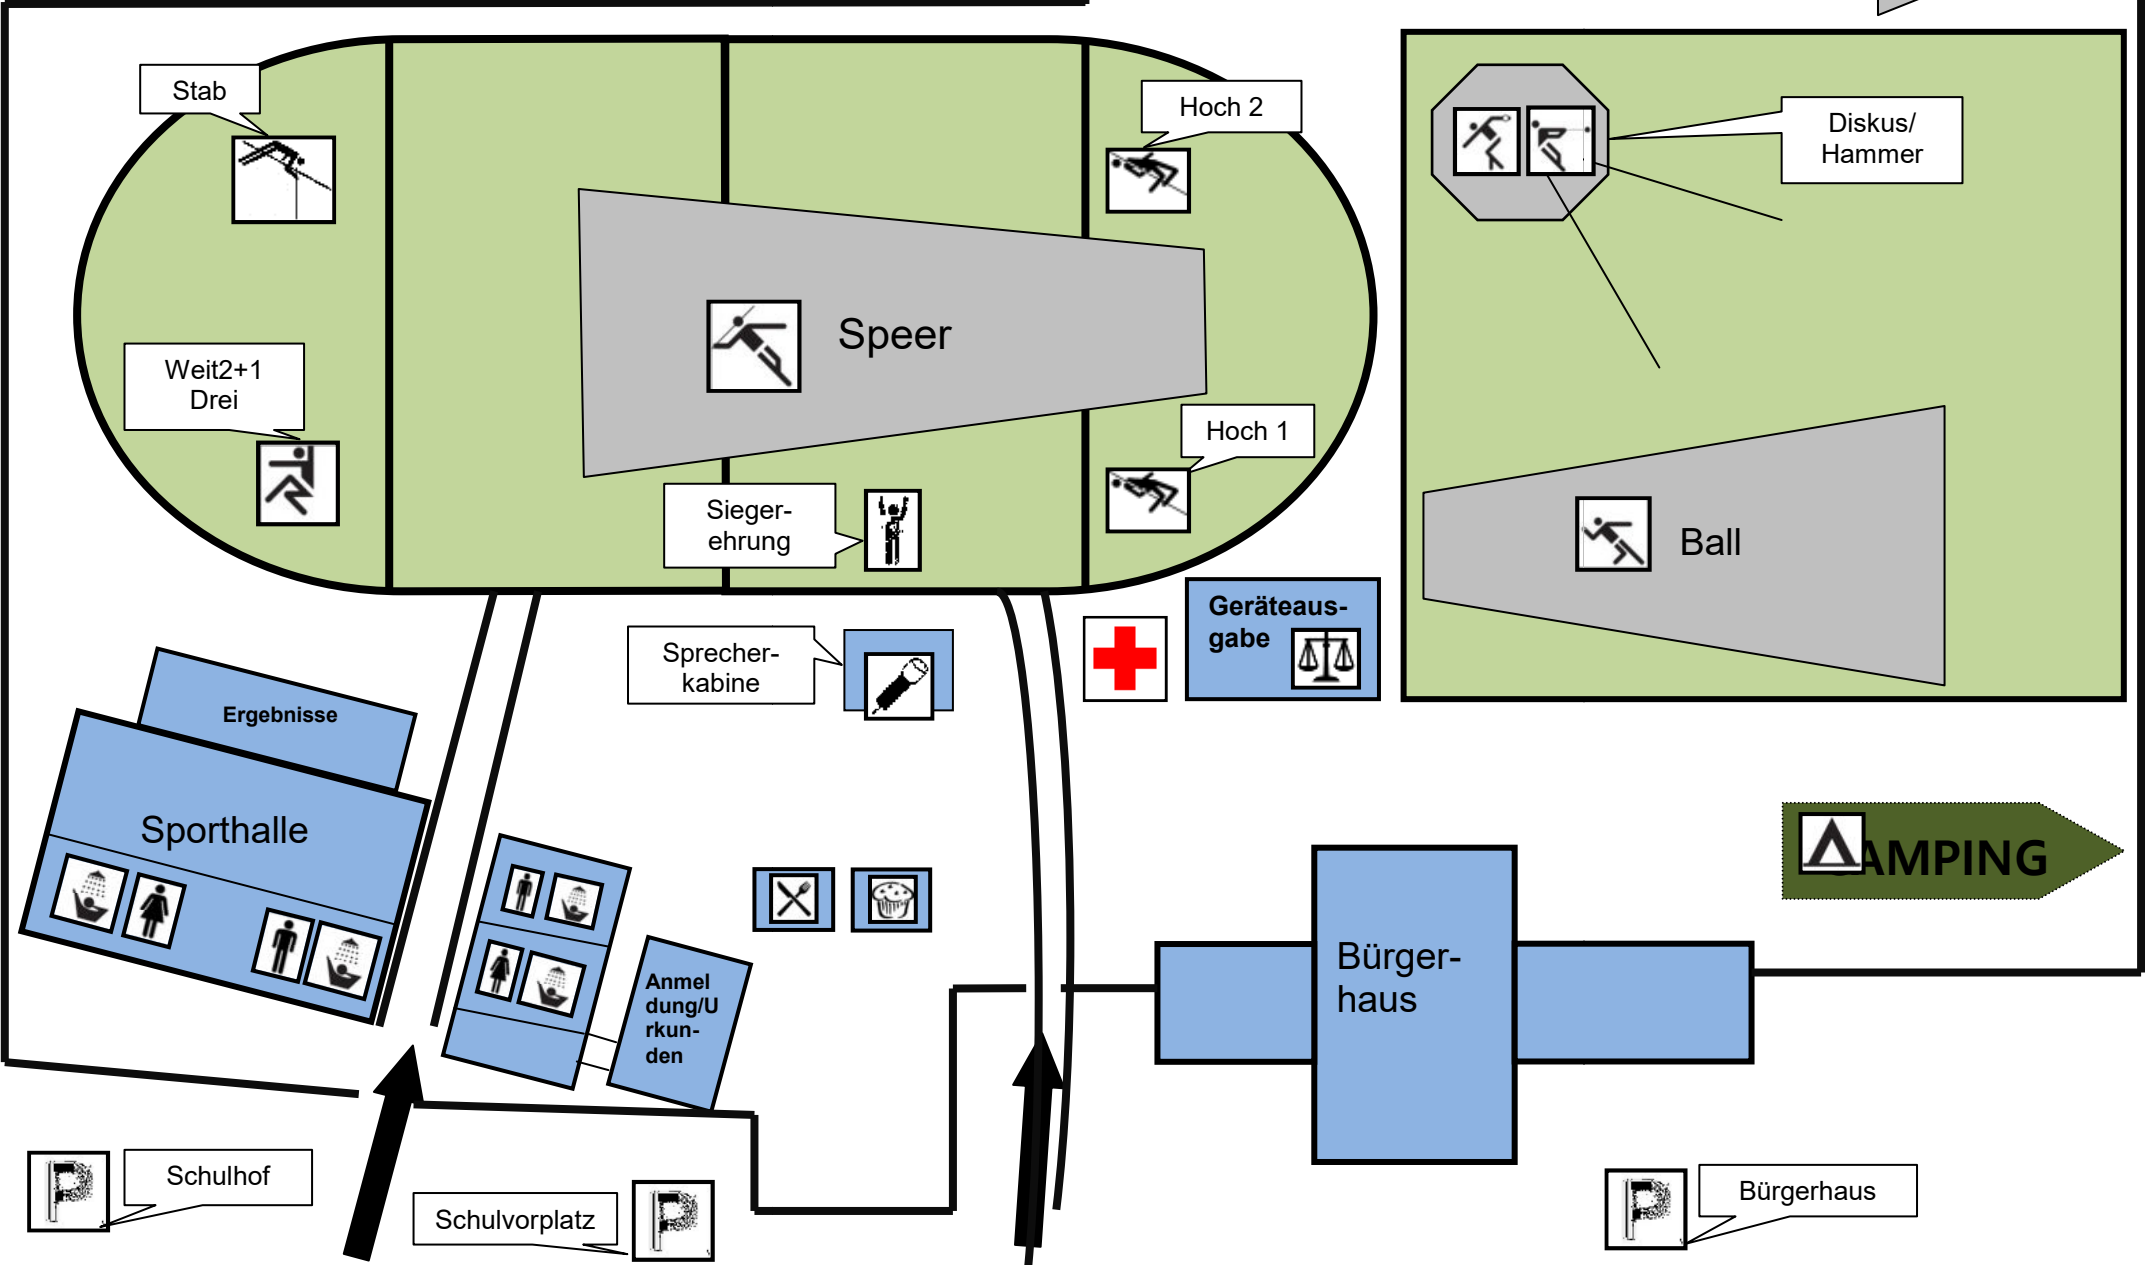 Stab
Hoch 2
Diskus/
Hammer
Speer
Weit2+1
Drei
Hoch 1
Sieger-
ehrung
Ball
Geräteaus-
gabe
Sprecher-
kabine
Ergebnisse
Sporthalle
AMPING
Bürger-
haus
Anmel
dung/U
rkun-
den
P
Schulhof
Schulvorplatz
P
P
Bürgerhaus